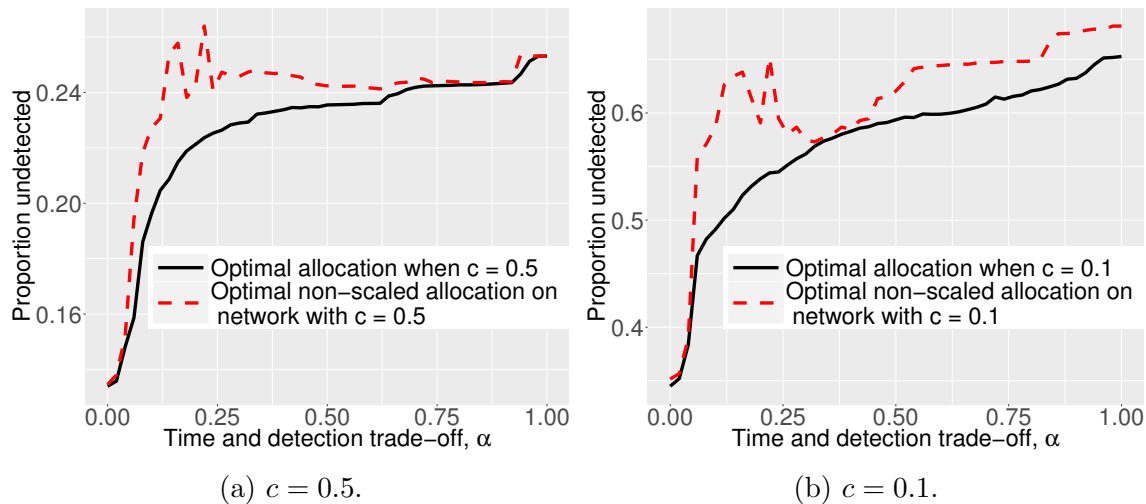 Proportion undetected
0.24
0.20
0.16
Optimal allocation when c = 0.5
Optimal non−scaled allocation on
network with c = 0.5
0.00 0.25 0.50 0.75 1.00
Time and detection trade−off, α
(a) c = 0.5.
Proportion undetected
0.6
0.5
0.4
Optimal allocation when c = 0.1
Optimal non−scaled allocation on
network with c = 0.1
0.00 0.25 0.50 0.75 1.00
Time and detection trade−off, α
(b) c = 0.1.